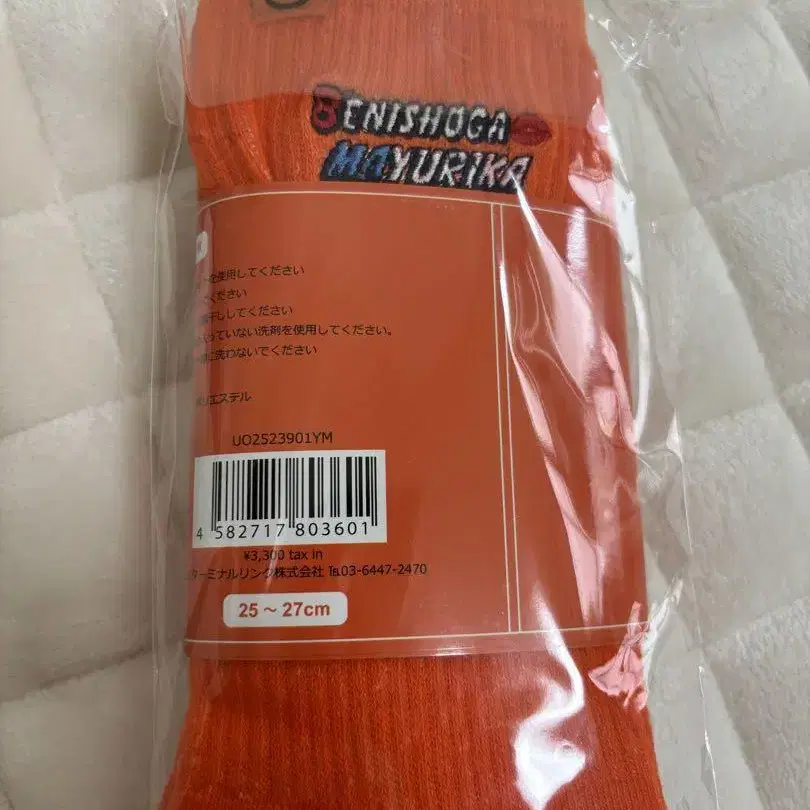 BENISHOGA
MAYURIKA
を使用してください
ください
干ししてください
っていない洗剤を使用してください。
洗わないでください
エステル
UO2523901YM
4 582717 803601
¥3,300 tax in
ターミナルリンク株式会社 ℡03-6447-2470
25～27cm